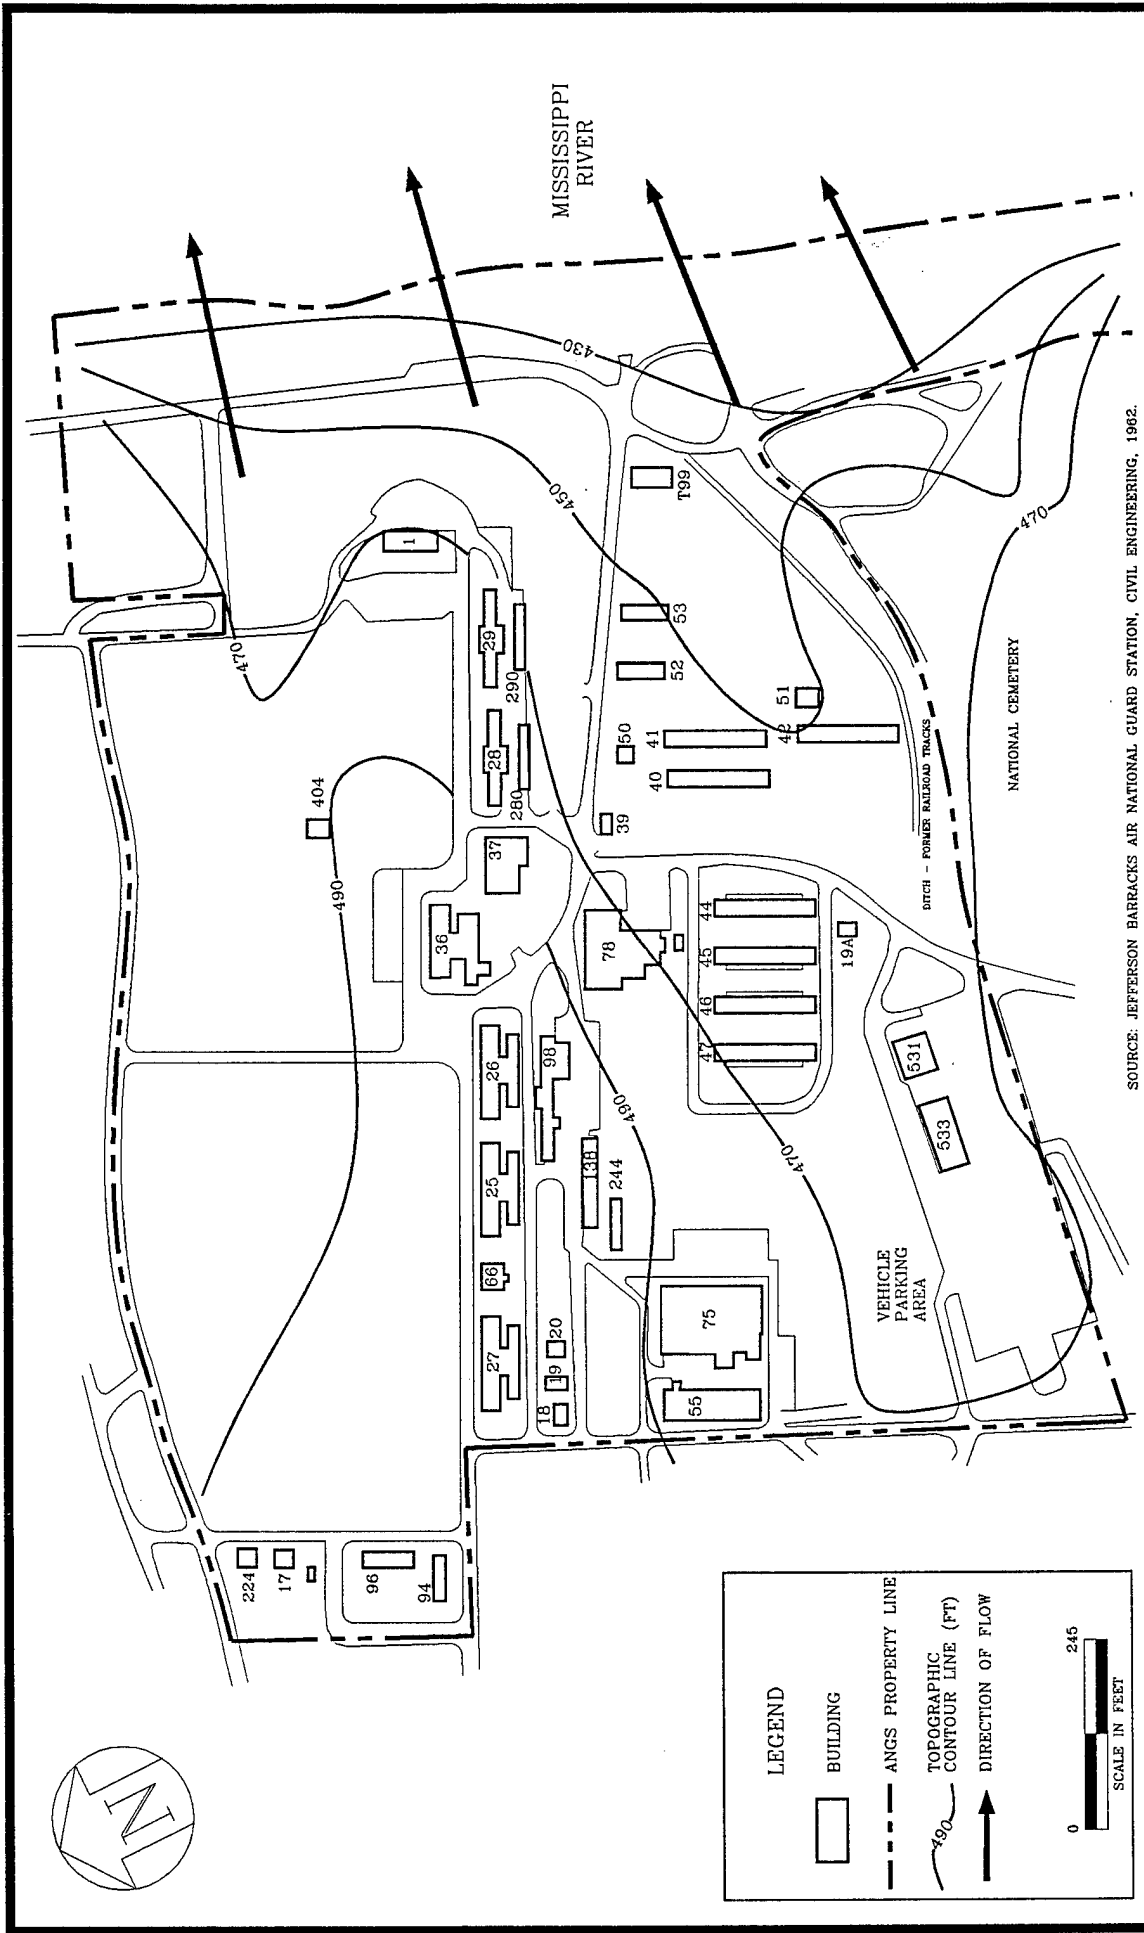 MISSISSIPPI
RIVER
430
450
470
470
490
490
470
1
T99
29
290
53
52
51
28
280
50
41
42
40
39
404
37
36
78
44
45
46
47
19A
DITCH - FORMER RAILROAD TRACKS
NATIONAL CEMETERY
26
98
25
138
244
66
27
20
19
18
75
55
531
533
VEHICLE
PARKING
AREA
224
17
96
94
N
LEGEND
BUILDING
ANGS PROPERTY LINE
490
TOPOGRAPHIC
CONTOUR LINE (FT)
DIRECTION OF FLOW
0
245
SCALE IN FEET
SOURCE: JEFFERSON BARRACKS AIR NATIONAL GUARD STATION, CIVIL ENGINEERING, 1962.